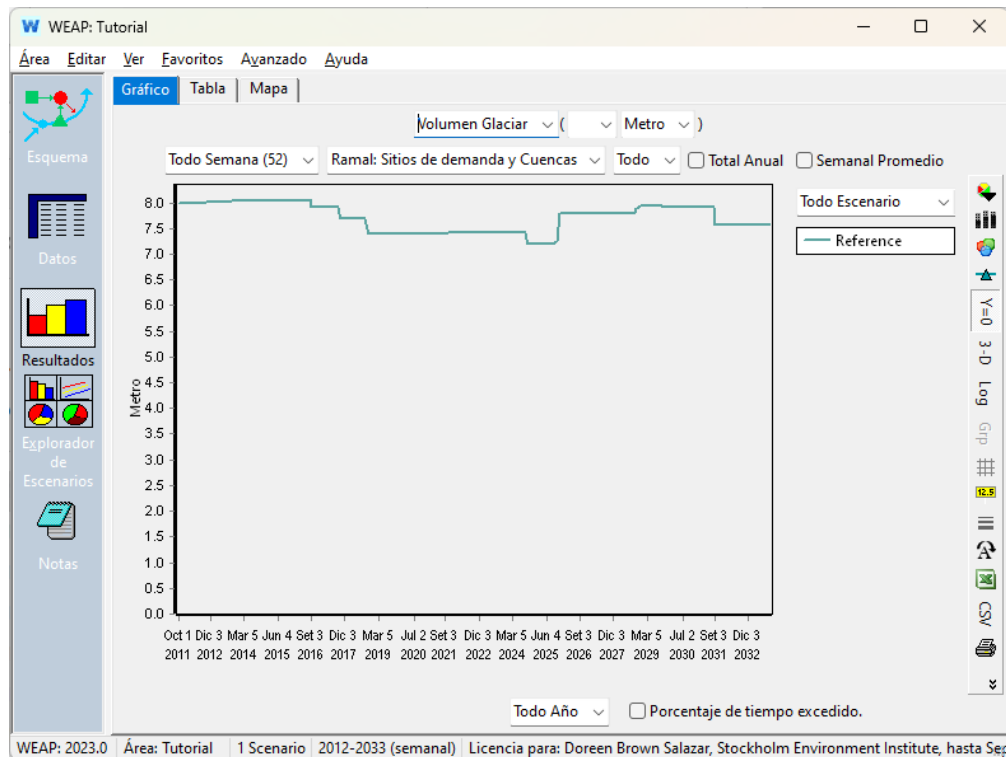 WEAP: Tutorial
Área Editar Ver Favoritos Avanzado Ayuda
Gráfico Tabla Mapa
Volumen Glaciar ( Metro )
Todo Semana (52) Ramal: Sitios de demanda y Cuencas Todo Total Anual Semanal Promedio
Todo Escenario
Reference
Esquema
Datos
Resultados
Explorador
de
Escenarios
Notas
Metro
8.0
7.5
7.0
6.5
6.0
5.5
5.0
4.5
4.0
3.5
3.0
2.5
2.0
1.5
1.0
0.5
0.0
Oct 1 Dic 3 Mar 5 Jun 4 Set 3 Dic 3 Mar 5 Jul 2 Set 3 Dic 3 Mar 5 Jun 4 Set 3 Dic 3 Mar 5 Jul 2 Set 3 Dic 3
2011 2012 2014 2015 2016 2017 2019 2020 2021 2022 2024 2025 2026 2027 2029 2030 2031 2032
Y=0
3-D
Log
Grp
12.5
A
CSV
Todo Año Porcentaje de tiempo excedido.
WEAP: 2023.0 Área: Tutorial 1 Scenario 2012-2033 (semanal) Licencia para: Doreen Brown Salazar, Stockholm Environment Institute, hasta Sep